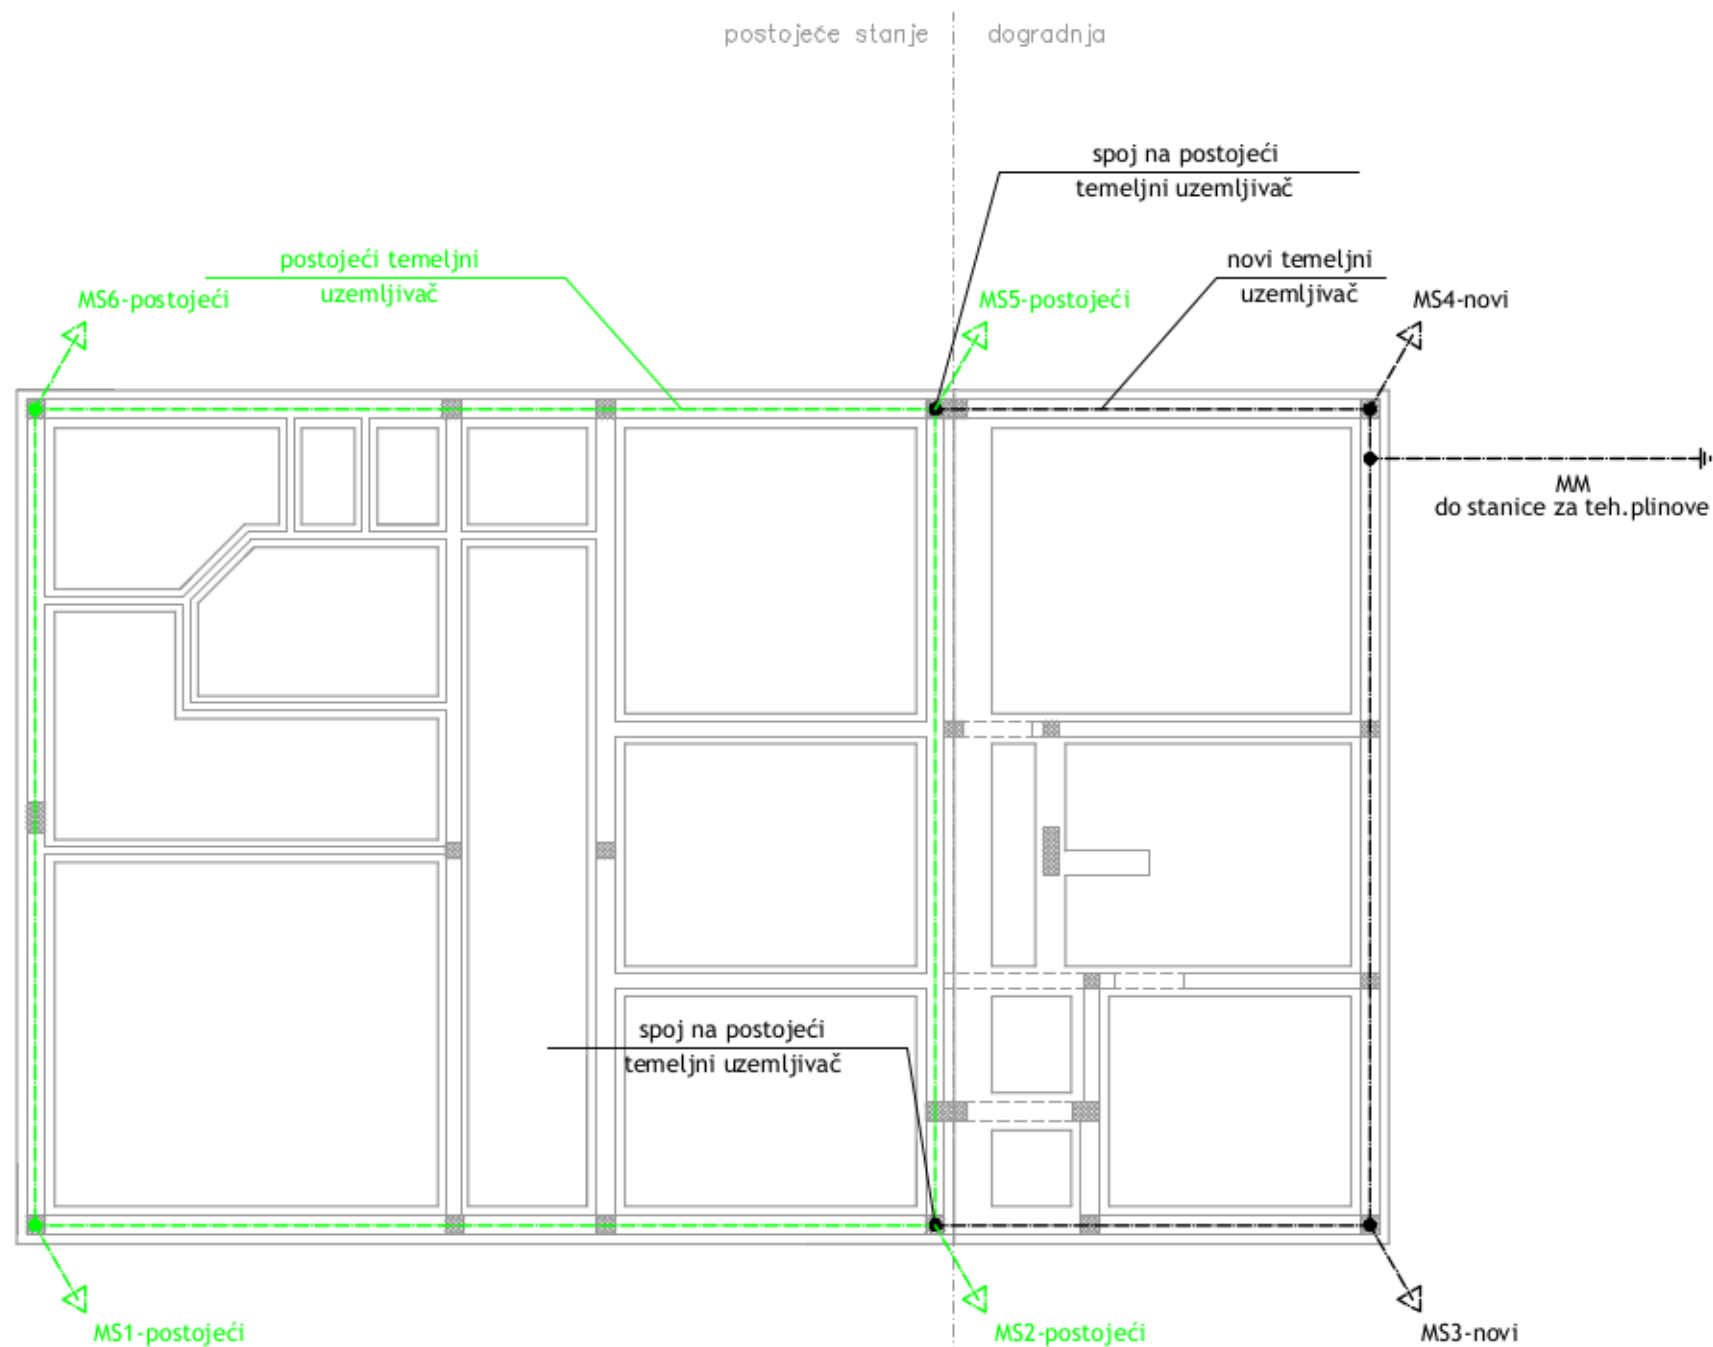 postojeće stanje
dogradnja
spoj na postojeći
temeljni uzemljivač
postojeći temeljni
uzemljivač
novi temeljni
uzemljivač
MS6-postojeći
MS5-postojeći
MS4-novi
MM
do stanice za teh.plinove
spoj na postojeći
temeljni uzemljivač
MS1-postojeći
MS2-postojeći
MS3-novi